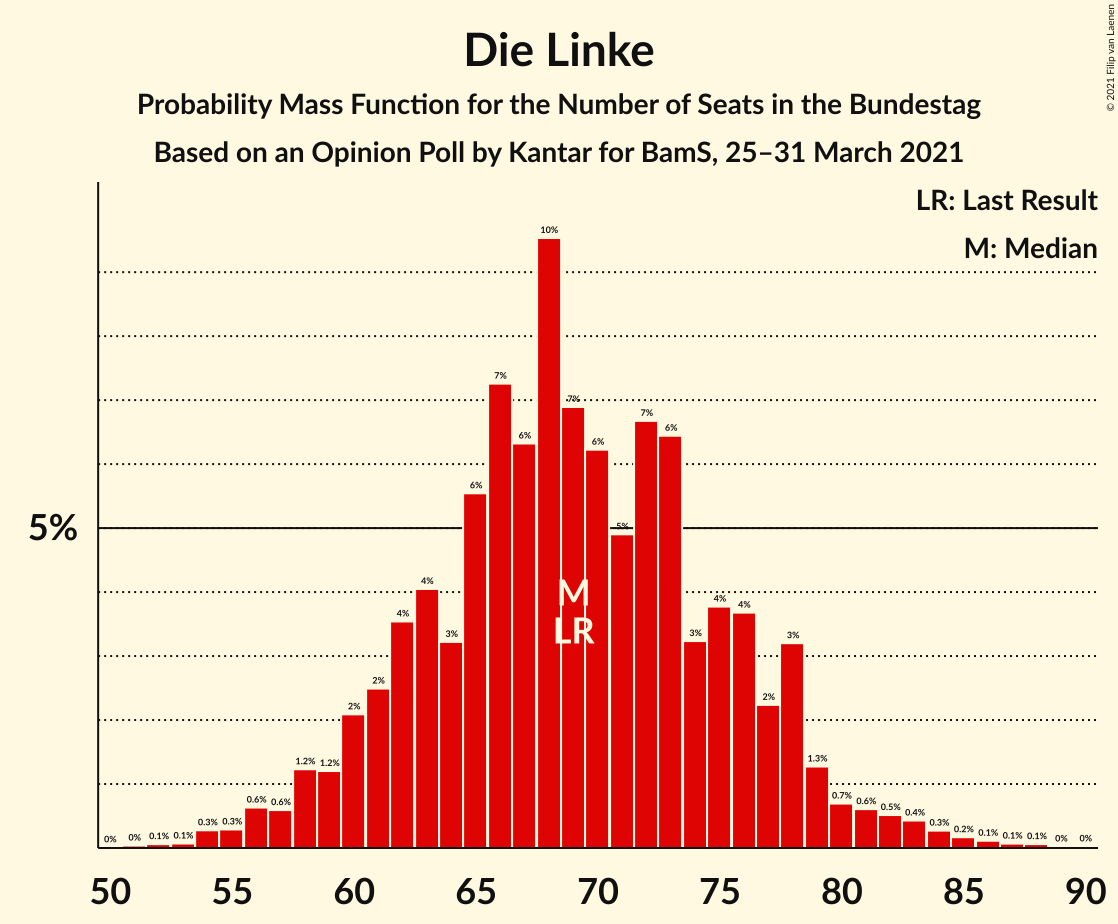 Die Linke
Probability Mass Function for the Number of Seats in the Bundestag
Based on an Opinion Poll by Kantar for BamS, 25–31 March 2021
© 2021 Filip van Laenen
LR: Last Result
M: Median
5%
0% 0% 0.1% 0.1% 0.3% 0.3% 0.6% 0.6% 1.2% 1.2% 2% 2% 4% 4% 3% 6% 7% 6% 10% 7% 6% 5% 7% 6% 3% 4% 4% 2% 3% 1.3% 0.7% 0.6% 0.5% 0.4% 0.3% 0.2% 0.1% 0.1% 0.1% 0% 0%
M
LR
50 55 60 65 70 75 80 85 90